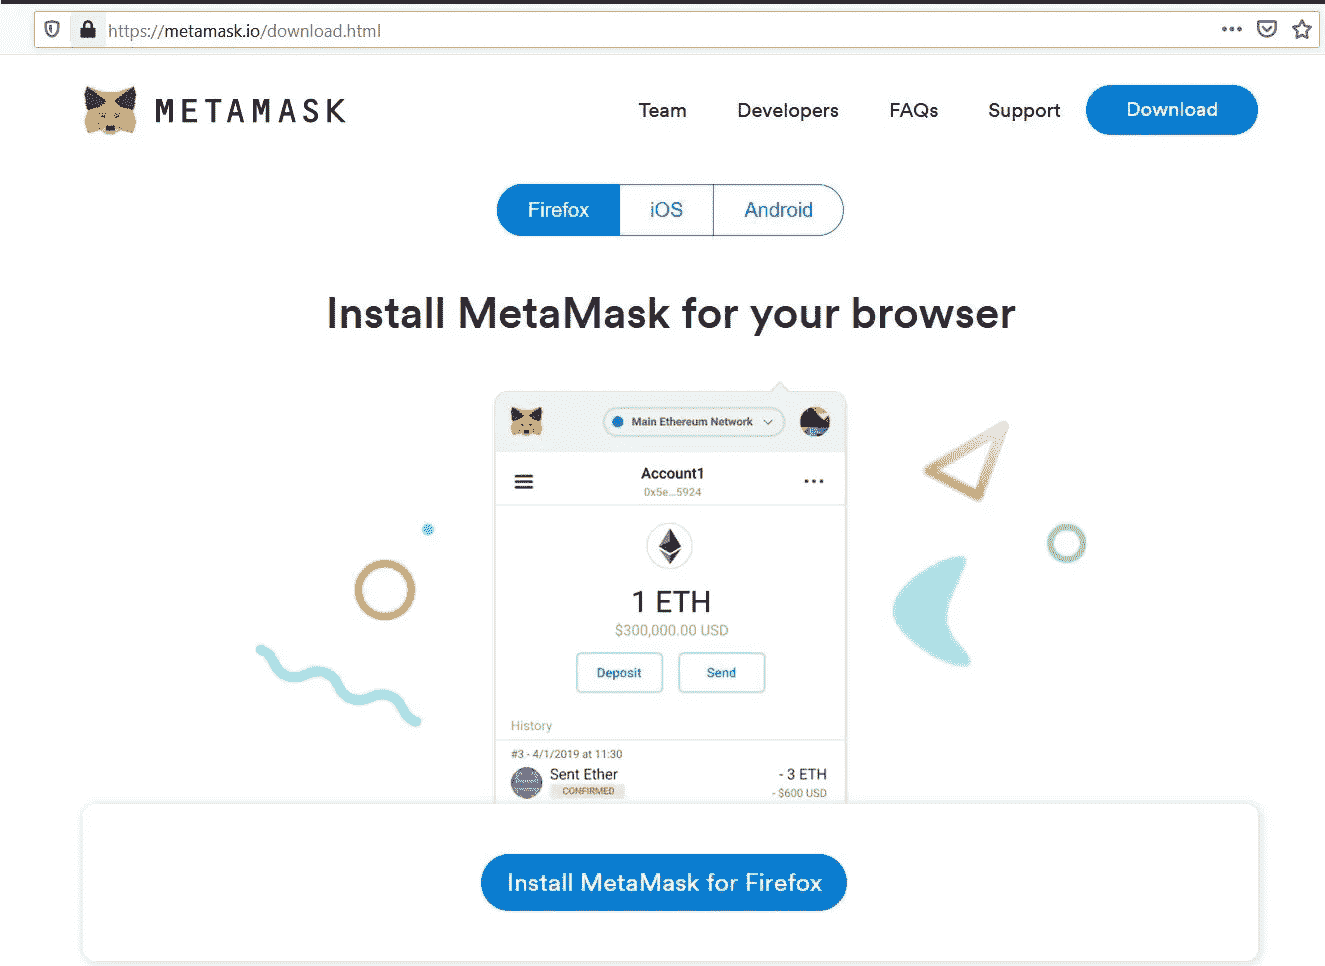 https://metamask.io/download.html
METAMASK
Team Developers FAQs Support Download
Firefox iOS Android
Install MetaMask for your browser
Main Ethereum Network
Account1
0x5e...5924
1 ETH
$300,000.00 USD
Deposit Send
History
#3 - 4/1/2019 at 11:30
Sent Ether - 3 ETH
CONFIRMED - $600 USD
Install MetaMask for Firefox